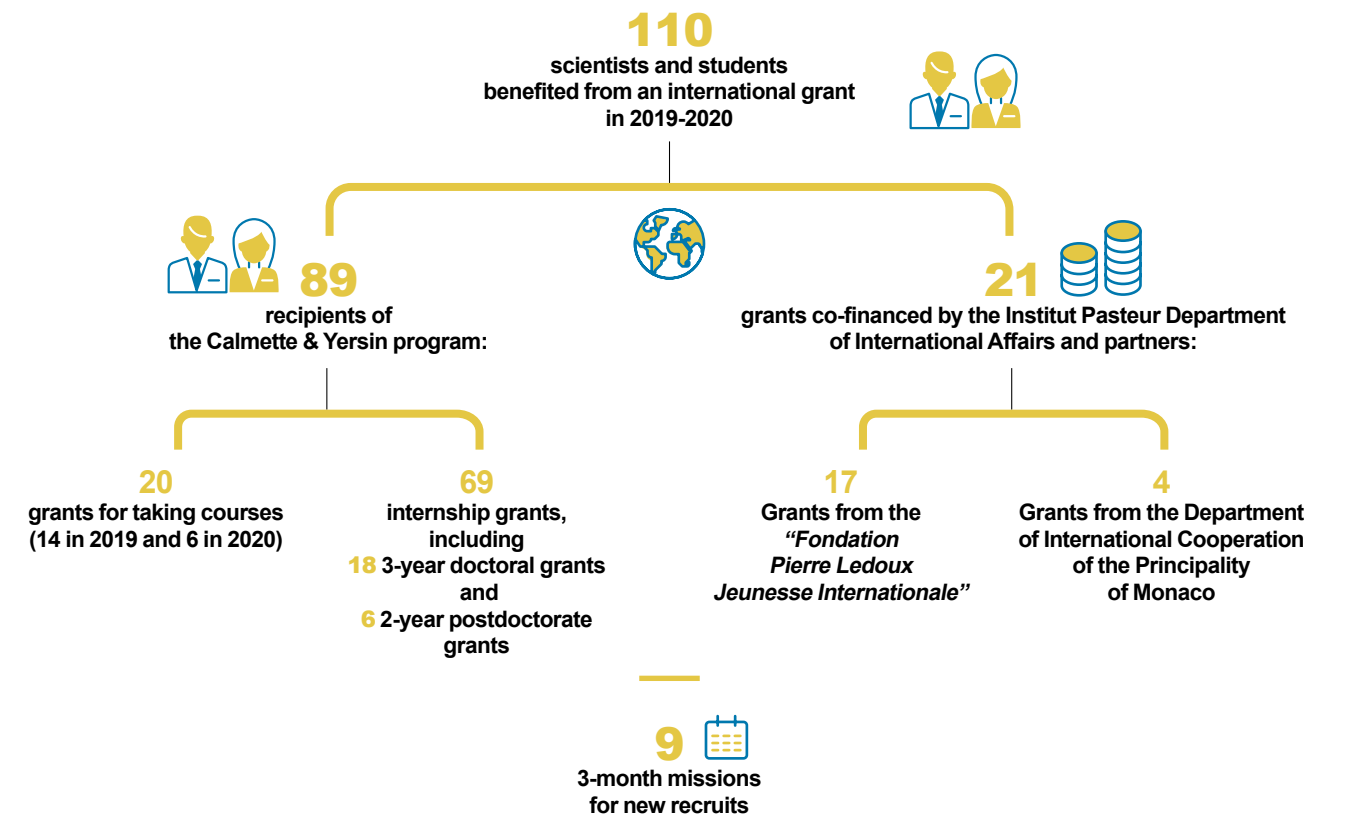 110
scientists and students
benefited from an international grant
in 2019-2020
89
recipients of
the Calmette & Yersin program:
21
grants co-financed by the Institut Pasteur Department
of International Affairs and partners:
20
grants for taking courses
(14 in 2019 and 6 in 2020)
69
internship grants,
including
18 3-year doctoral grants
and
6 2-year postdoctorate
grants
17
Grants from the
“Fondation
Pierre Ledoux
Jeunesse Internationale”
4
Grants from the Department
of International Cooperation
of the Principality
of Monaco
9
3-month missions
for new recruits